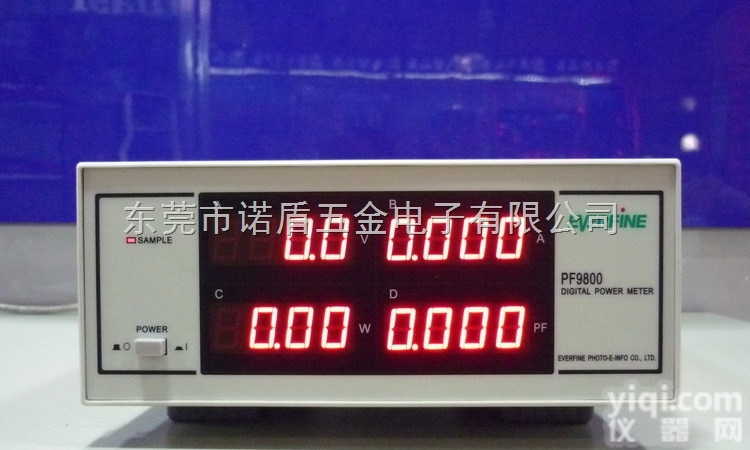 A
B
东莞市诺盾五金电子有限公司
SAMPLE
0.0 V
0.000 A
EVERFINE
PF9800
DIGITAL POWER METER
C
D
0.00 W
0.000 PF
POWER
O
I
EVERFINE PHOTO-E-INFO CO., LTD.
yiqi.com
仪器网